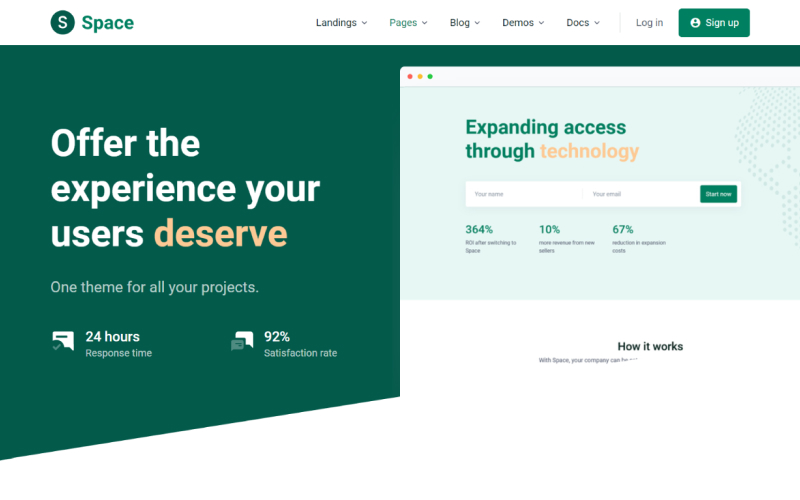 S Space
Landings Pages Blog Demos Docs Log in Sign up
Offer the
experience your
users deserve
One theme for all your projects.
24 hours
Response time
92%
Satisfaction rate
Expanding access
through technology
Your name Your email Start now
364%
ROI after switching to
Space
10%
more revenue from new
sellers
67%
reduction in expansion
costs
How it works
With Space, your company can